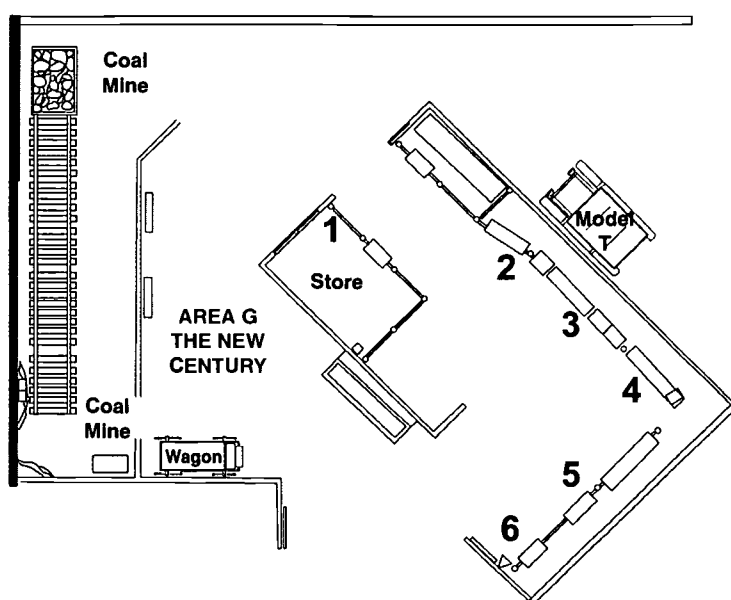 Coal
Mine
Model
T
1
2
Store
3
AREA G
THE NEW
CENTURY
4
Coal
Mine
Wagon
5
6